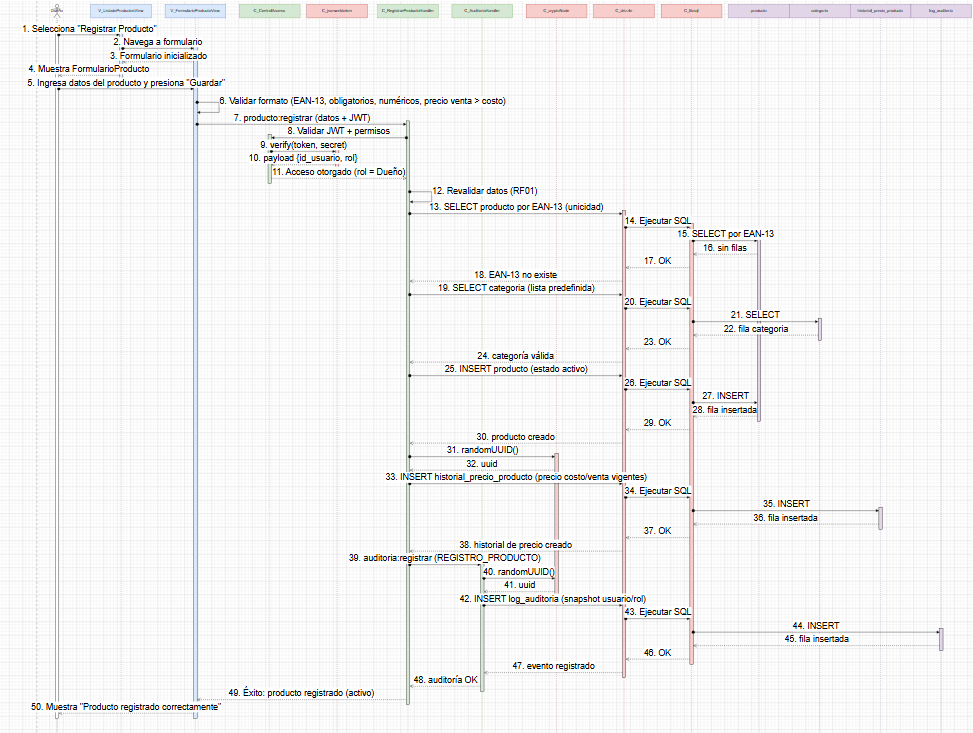 Dueño
V_ListadoProductoView
V_FormularioProductoView
C_ControlAcceso
C_jsonwebtoken
C_RegistrarProductoHandler
C_AuditoriaHandler
C_cryptoNode
producto
categoria
historial_precio_producto
log_auditoria
1. Selecciona "Registrar Producto"
2. Navega a formulario
3. Formulario inicializado
4. Muestra FormularioProducto
5. Ingresa datos del producto y presiona "Guardar"
6. Validar formato (EAN-13, obligatorios, numéricos, precio venta > costo)
7. producto:registrar (datos + JWT)
8. Validar JWT + permisos
9. verify(token, secret)
10. payload {id_usuario, rol}
11. Acceso otorgado (rol = Dueño)
12. Revalidar datos (RF01)
13. SELECT producto por EAN-13 (unicidad)
14. Ejecutar SQL
15. SELECT por EAN-13
16. sin filas
17. OK
18. EAN-13 no existe
19. SELECT categoria (lista predefinida)
20. Ejecutar SQL
21. SELECT
22. fila categoria
23. OK
24. categoría válida
25. INSERT producto (estado activo)
26. Ejecutar SQL
27. INSERT
28. fila insertada
29. OK
30. producto creado
31. randomUUID()
32. uuid
33. INSERT historial_precio_producto (precio costo/venta vigentes)
34. Ejecutar SQL
35. INSERT
36. fila insertada
37. OK
38. historial de precio creado
39. auditoria:registrar (REGISTRO_PRODUCTO)
40. randomUUID()
41. uuid
42. INSERT log_auditoria (snapshot usuario/rol)
43. Ejecutar SQL
44. INSERT
45. fila insertada
46. OK
47. evento registrado
48. auditoría OK
49. Éxito: producto registrado (activo)
50. Muestra "Producto registrado correctamente"